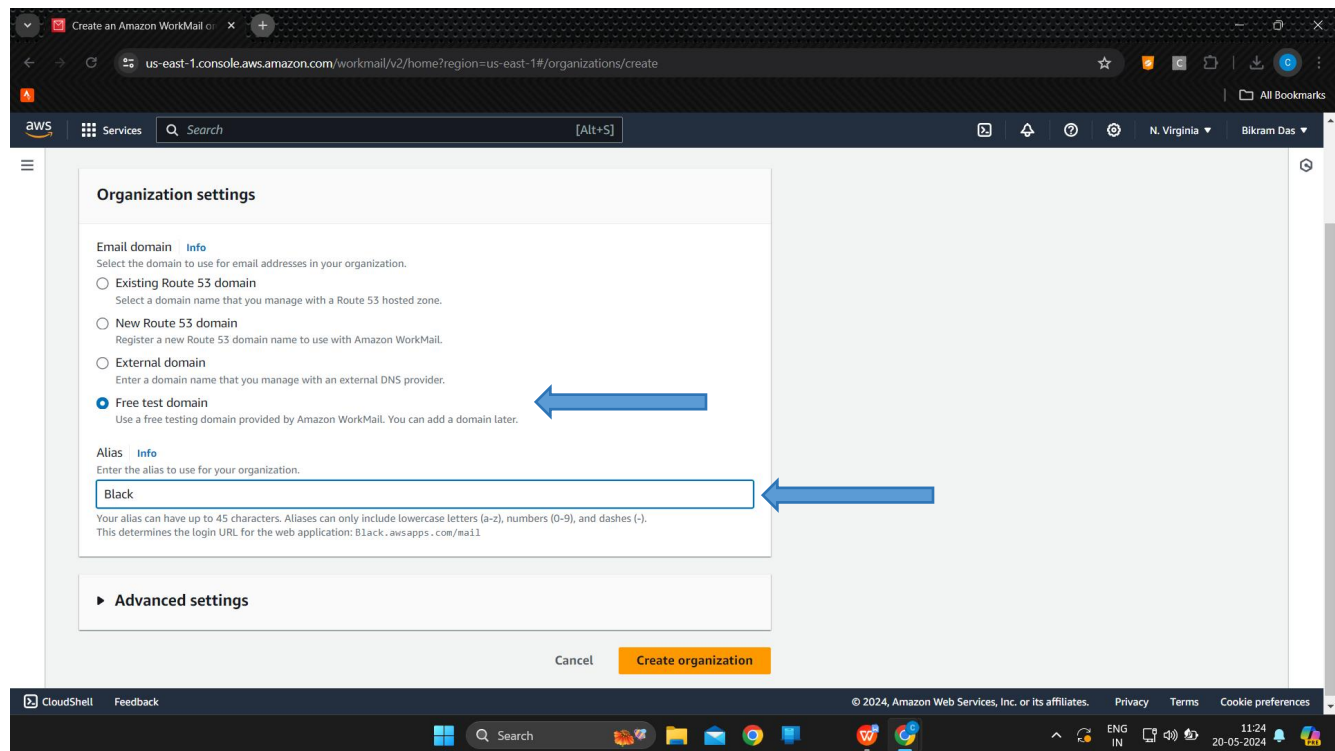 Create an Amazon WorkMail or
us-east-1.console.aws.amazon.com/workmail/v2/home?region=us-east-1#/organizations/create
C
C
All Bookmarks
aws
Services
Search
[Alt+S]
N. Virginia
Bikram Das
Organization settings
Email domain Info
Select the domain to use for email addresses in your organization.
Existing Route 53 domain
Select a domain name that you manage with a Route 53 hosted zone.
New Route 53 domain
Register a new Route 53 domain name to use with Amazon WorkMail.
External domain
Enter a domain name that you manage with an external DNS provider.
Free test domain
Use a free testing domain provided by Amazon WorkMail. You can add a domain later.
Alias Info
Enter the alias to use for your organization.
Black
Your alias can have up to 45 characters. Aliases can only include lowercase letters (a-z), numbers (0-9), and dashes (-).
This determines the login URL for the web application: Black.awsapps.com/mail
Advanced settings
Cancel
Create organization
CloudShell
Feedback
© 2024, Amazon Web Services, Inc. or its affiliates.
Privacy
Terms
Cookie preferences
Search
ENG
IN
11:24
20-05-2024